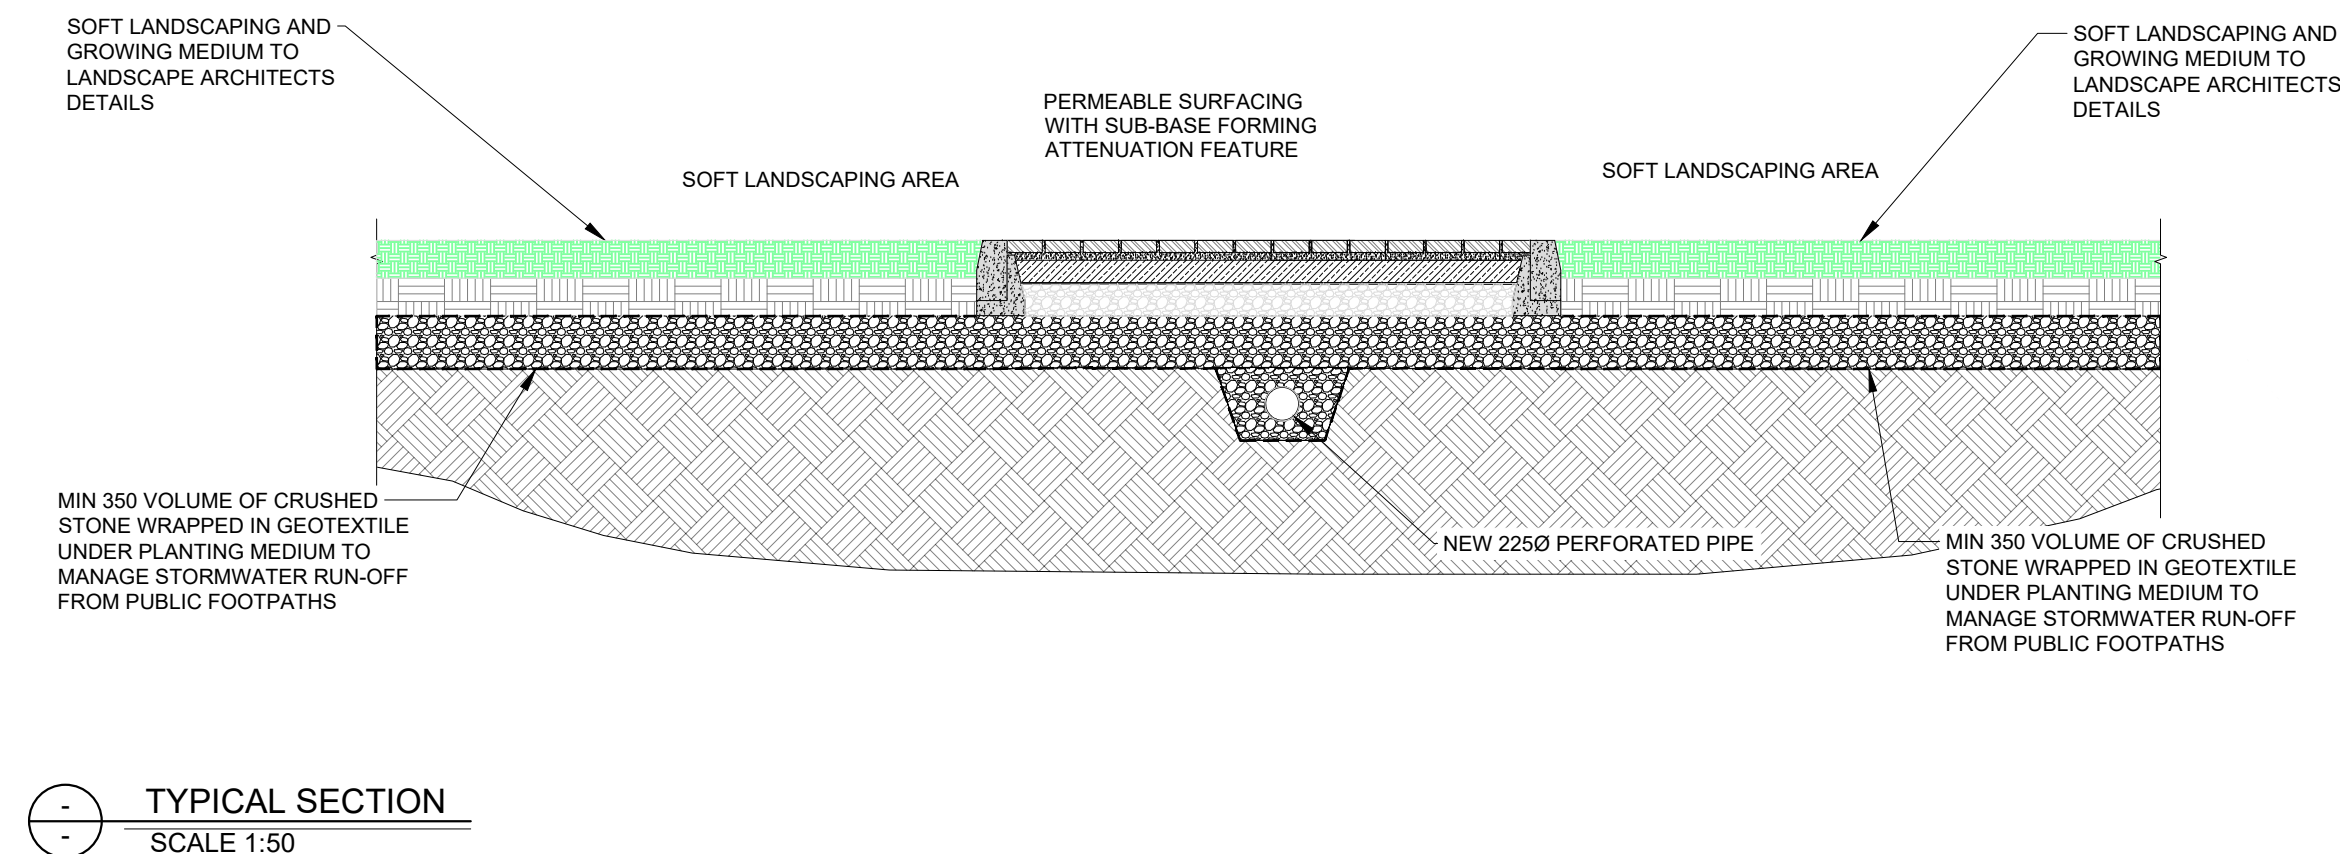 SOFT LANDSCAPING AND
GROWING MEDIUM TO
LANDSCAPE ARCHITECTS
DETAILS
SOFT LANDSCAPING AREA
PERMEABLE SURFACING
WITH SUB-BASE FORMING
ATTENUATION FEATURE
SOFT LANDSCAPING AREA
SOFT LANDSCAPING AND
GROWING MEDIUM TO
LANDSCAPE ARCHITECTS
DETAILS
MIN 350 VOLUME OF CRUSHED
STONE WRAPPED IN GEOTEXTILE
UNDER PLANTING MEDIUM TO
MANAGE STORMWATER RUN-OFF
FROM PUBLIC FOOTPATHS
NEW 225Ø PERFORATED PIPE
MIN 350 VOLUME OF CRUSHED
STONE WRAPPED IN GEOTEXTILE
UNDER PLANTING MEDIUM TO
MANAGE STORMWATER RUN-OFF
FROM PUBLIC FOOTPATHS
-
-
TYPICAL SECTION
SCALE 1:50